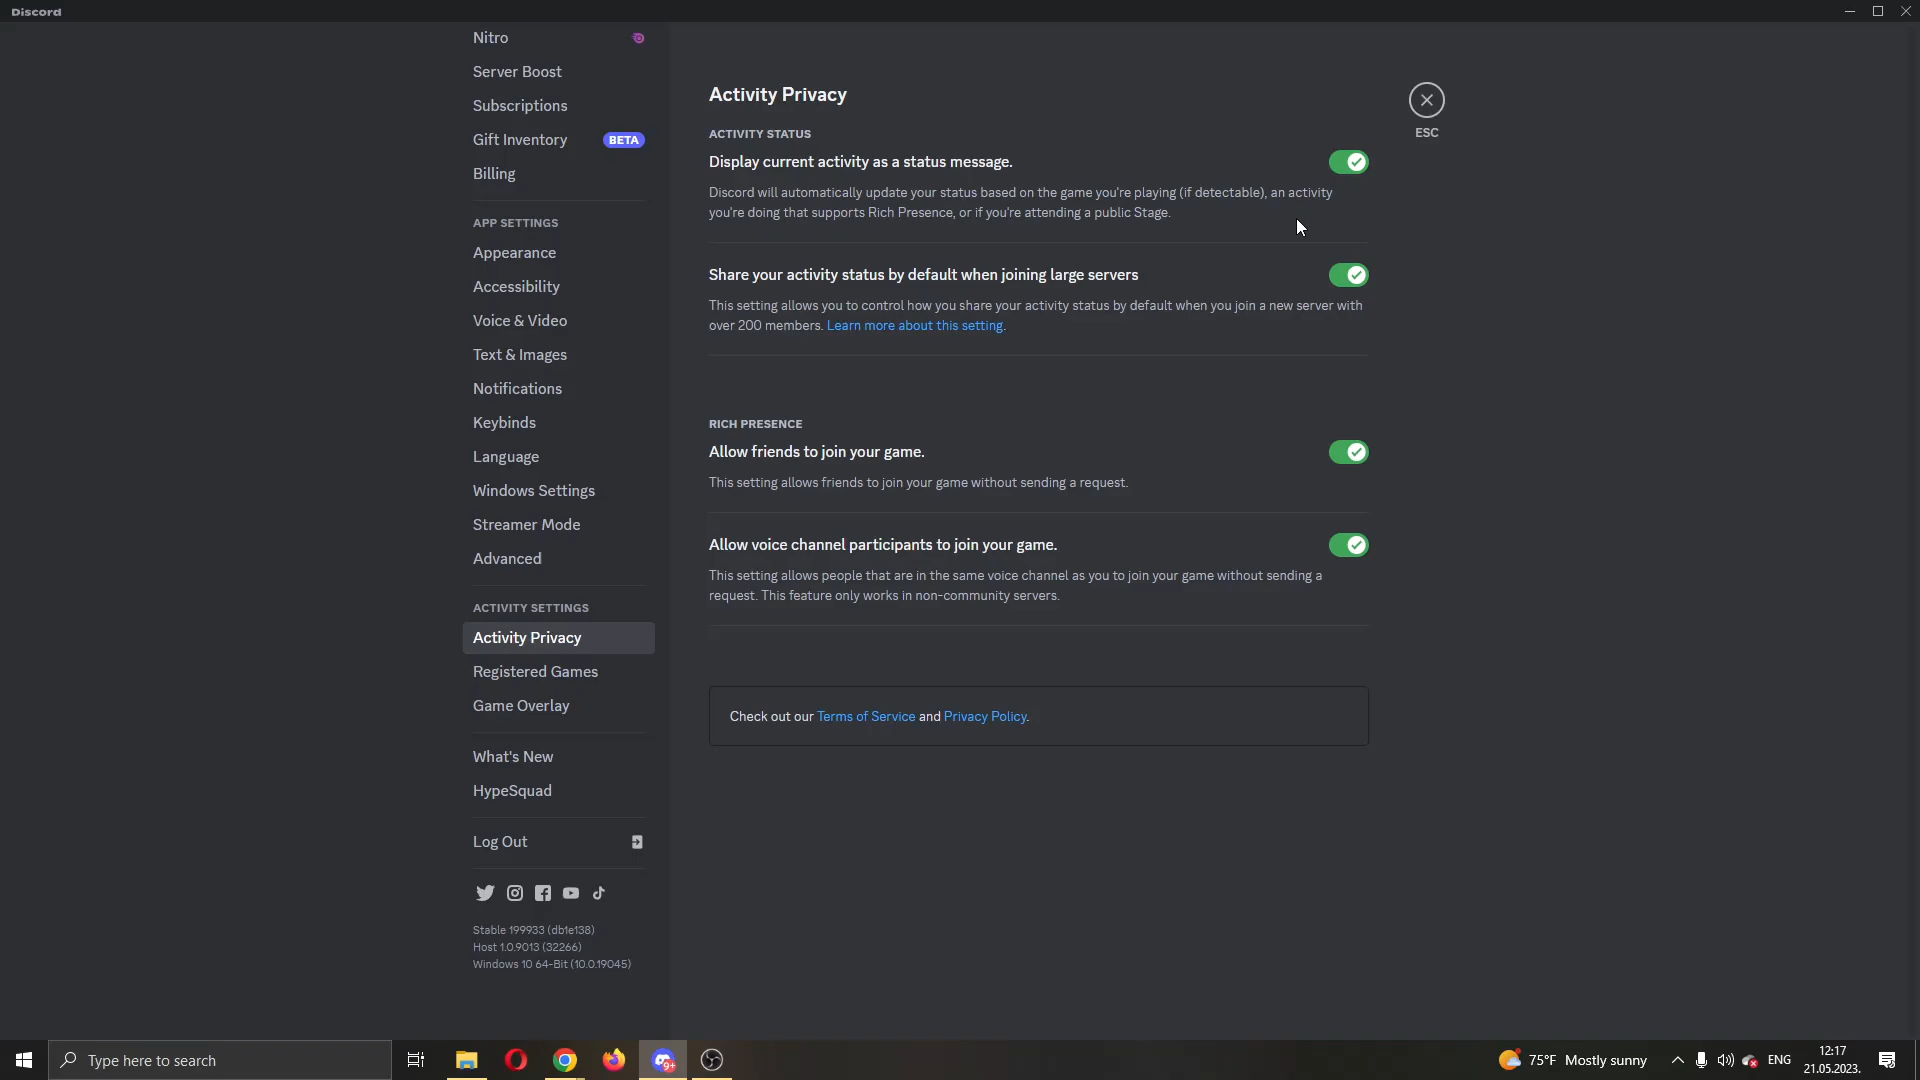 Discord
Nitro
Server Boost
Subscriptions
Gift Inventory BETA
Billing
APP SETTINGS
Appearance
Accessibility
Voice & Video
Text & Images
Notifications
Keybinds
Language
Windows Settings
Streamer Mode
Advanced
ACTIVITY SETTINGS
Activity Privacy
Registered Games
Game Overlay
What's New
HypeSquad
Log Out
Stable 199933 (db1e138)
Host 1.0.9013 (32266)
Windows 10 64-Bit (10.0.19045)
Activity Privacy
ACTIVITY STATUS
Display current activity as a status message.
Discord will automatically update your status based on the game you're playing (if detectable), an activity
you're doing that supports Rich Presence, or if you're attending a public Stage.
Share your activity status by default when joining large servers
This setting allows you to control how you share your activity status by default when you join a new server with
over 200 members. Learn more about this setting.
RICH PRESENCE
Allow friends to join your game.
This setting allows friends to join your game without sending a request.
Allow voice channel participants to join your game.
This setting allows people that are in the same voice channel as you to join your game without sending a
request. This feature only works in non-community servers.
Check out our Terms of Service and Privacy Policy.
ESC
Type here to search
9+
75°F Mostly sunny
ENG
12:17
21.05.2023.